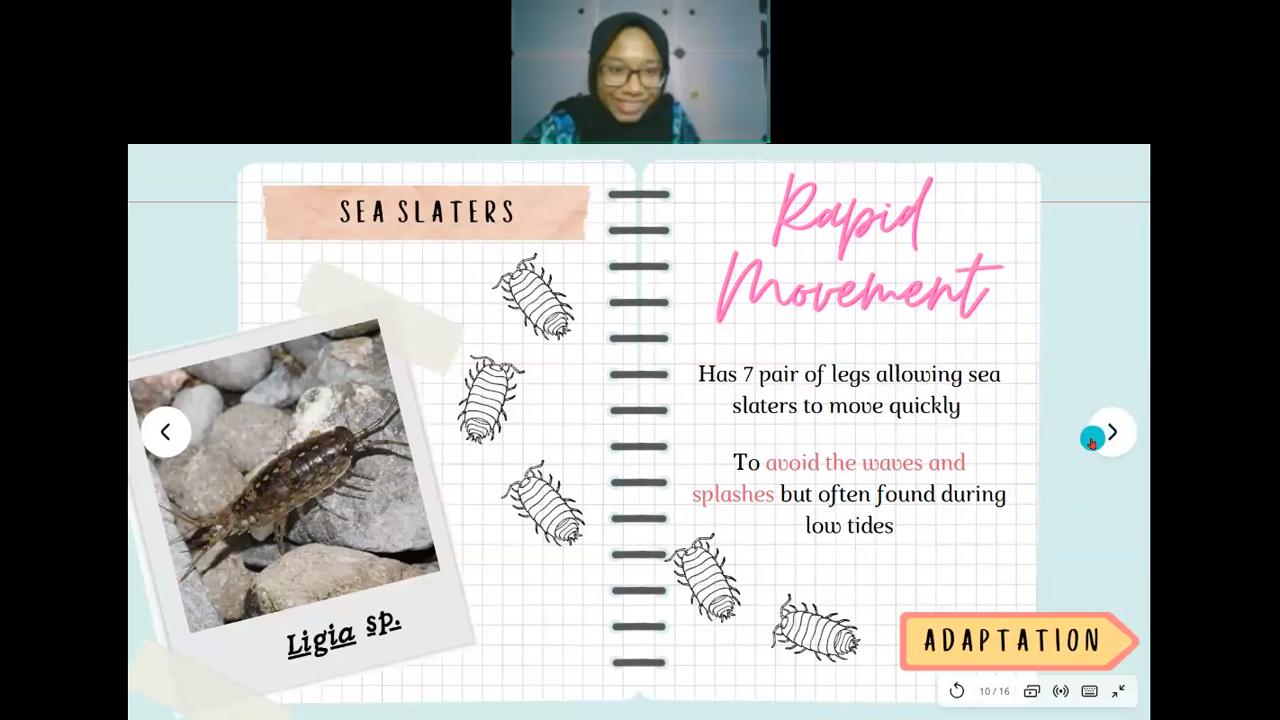 SEA SLATERS
Rapid
Movement
Has 7 pair of legs allowing sea
slaters to move quickly
To avoid the waves and
splashes but often found during
low tides
Ligia sp.
ADAPTATION
10 / 16